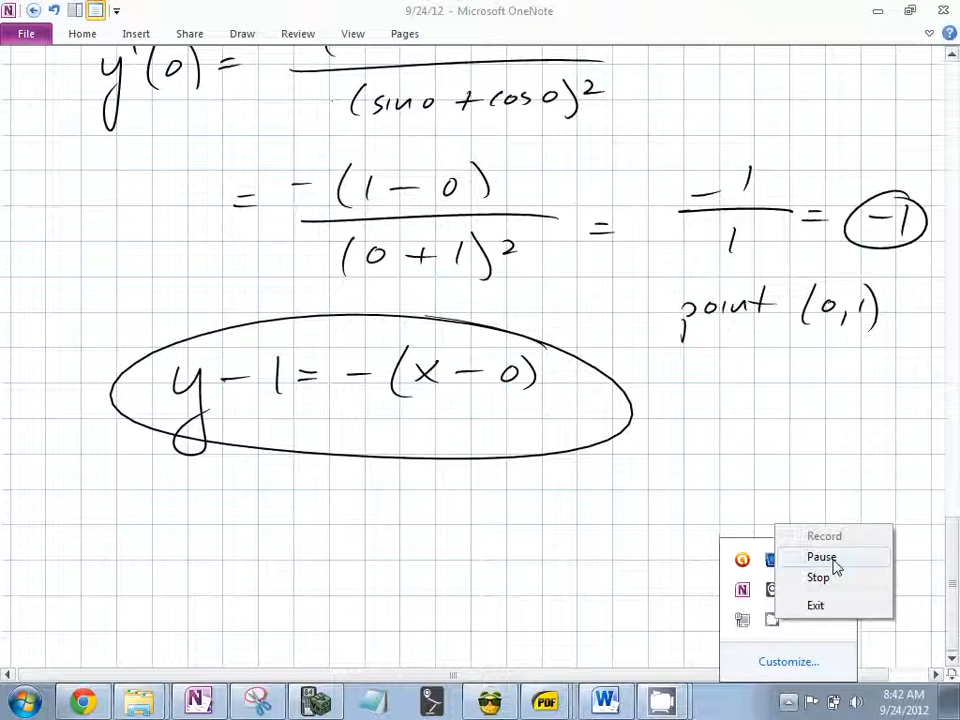 9/24/12 - Microsoft OneNote
File Home Insert Share Draw Review View Pages
y'(0) =
(sin 0 + cos 0)²
= -(1 - 0) / (0 + 1)² = -1 / 1 = -1
point (0,1)
y - 1 = - (x - 0)
Record
Pause
Stop
Exit
Customize...
PDF
8:42 AM
9/24/2012